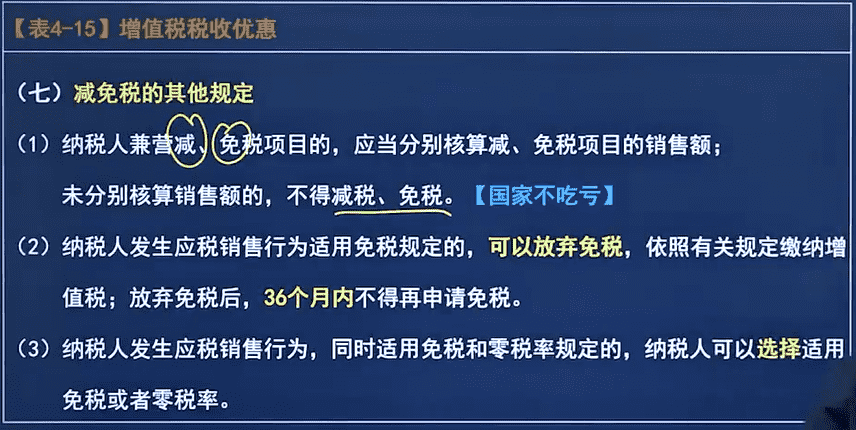 【表4-15】增值税税收优惠
（七）减免税的其他规定
（1）纳税人兼营减、免税项目的，应当分别核算减、免税项目的销售额；
未分别核算销售额的，不得减税、免税。【国家不吃亏】
（2）纳税人发生应税销售行为适用免税规定的，可以放弃免税，依照有关规定缴纳增
值税；放弃免税后，36个月内不得再申请免税。
（3）纳税人发生应税销售行为，同时适用免税和零税率规定的，纳税人可以选择适用
免税或者零税率。